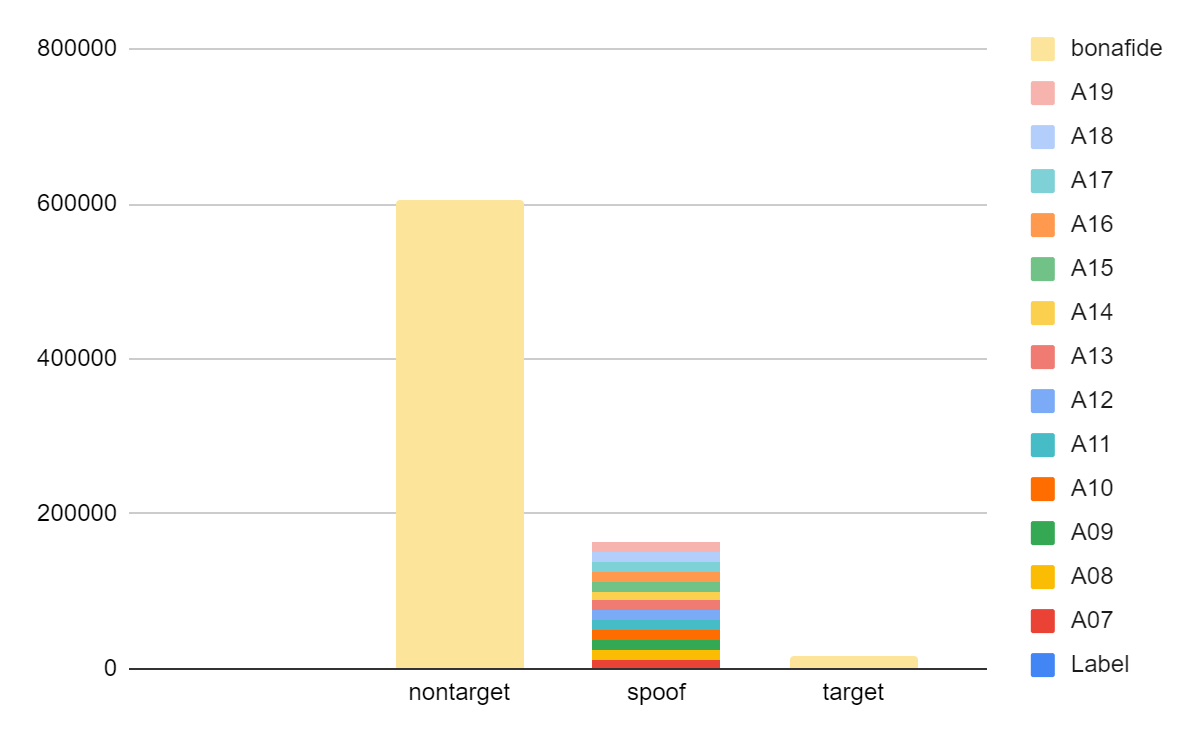 800000
600000
400000
200000
0
nontarget
spoof
target
bonafide
A19
A18
A17
A16
A15
A14
A13
A12
A11
A10
A09
A08
A07
Label